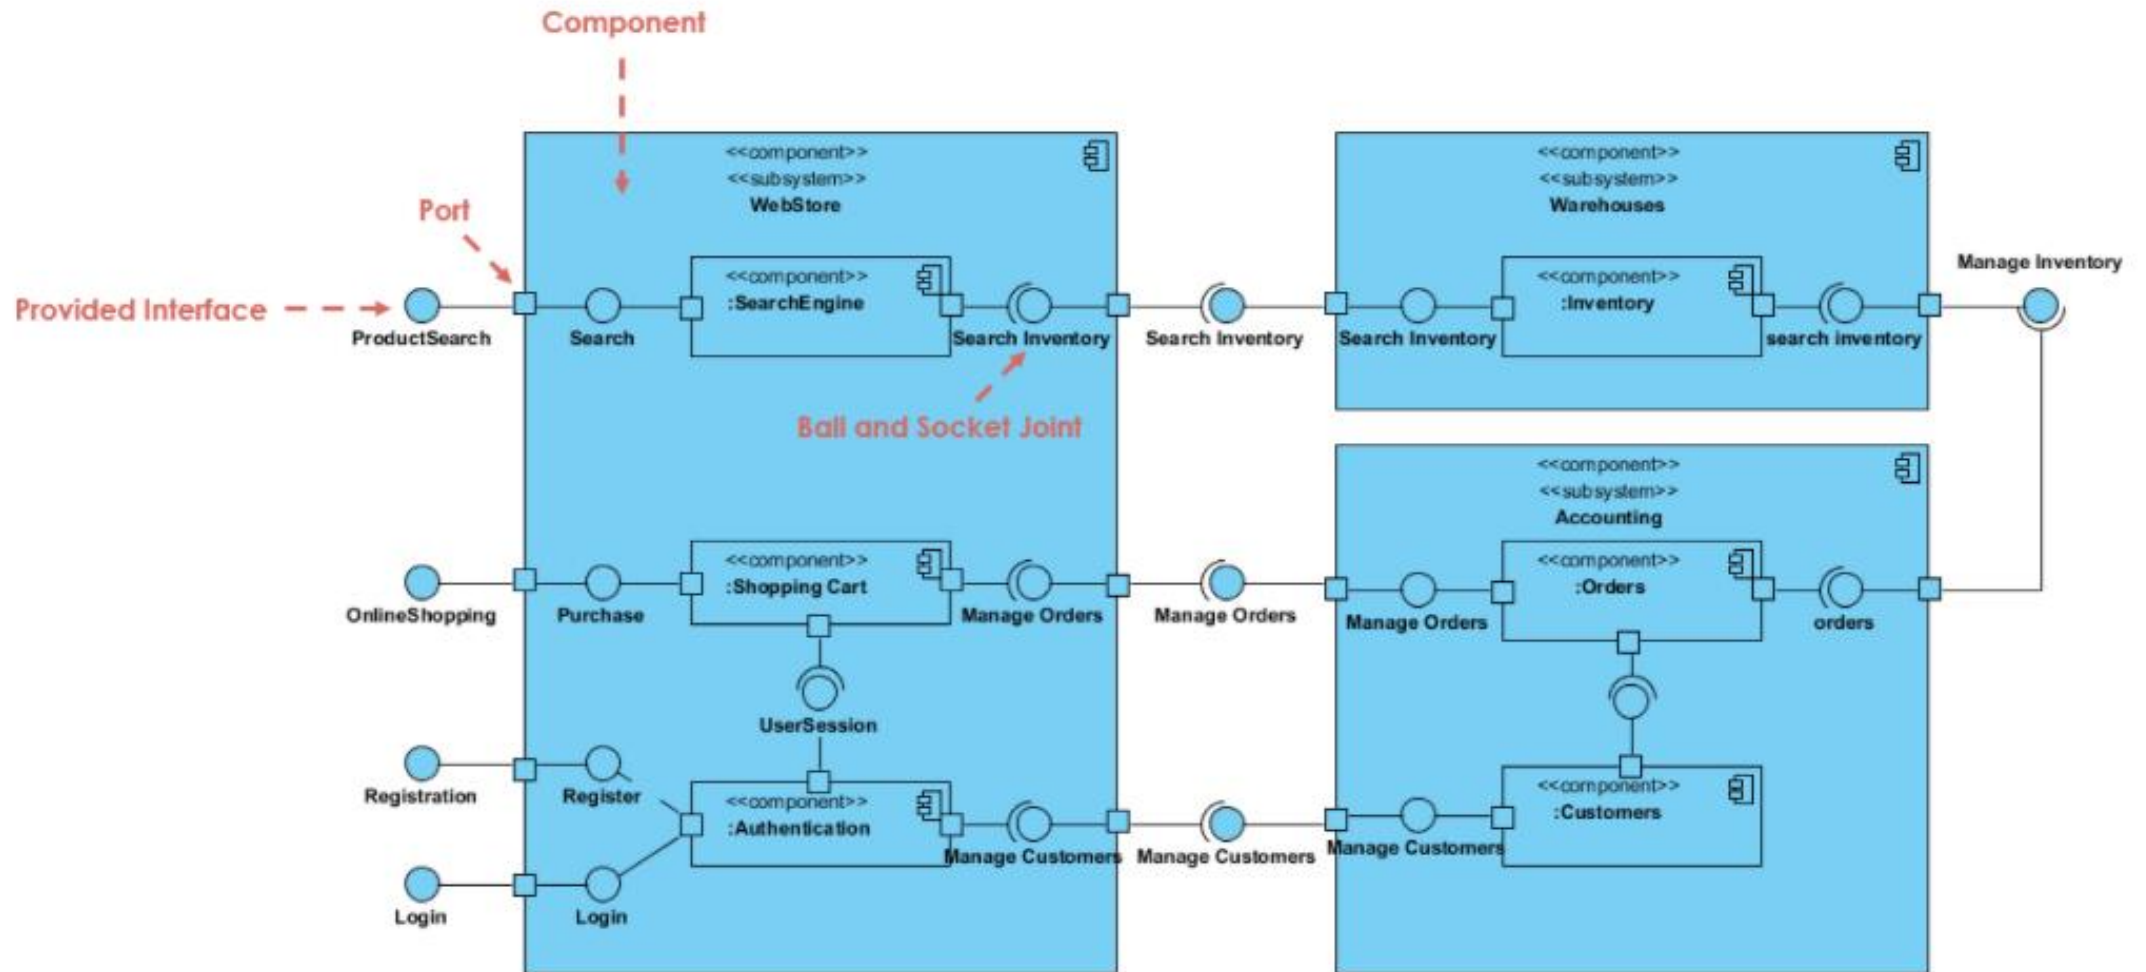 Component
<<component>>
<<subsystem>>
WebStore
<<component>>
<<subsystem>>
Warehouses
Port
Manage Inventory
Provided Interface
<<component>>
:SearchEngine
<<component>>
:Inventory
ProductSearch
Search
Search Inventory
Search Inventory
Search Inventory
search inventory
Ball and Socket Joint
<<component>>
<<subsystem>>
Accounting
<<component>>
:Shopping Cart
<<component>>
:Orders
OnlineShopping
Purchase
Manage Orders
Manage Orders
Manage Orders
orders
UserSession
Registration
Register
<<component>>
:Authentication
<<component>>
:Customers
Manage Customers
Manage Customers
Manage Customers
Login
Login